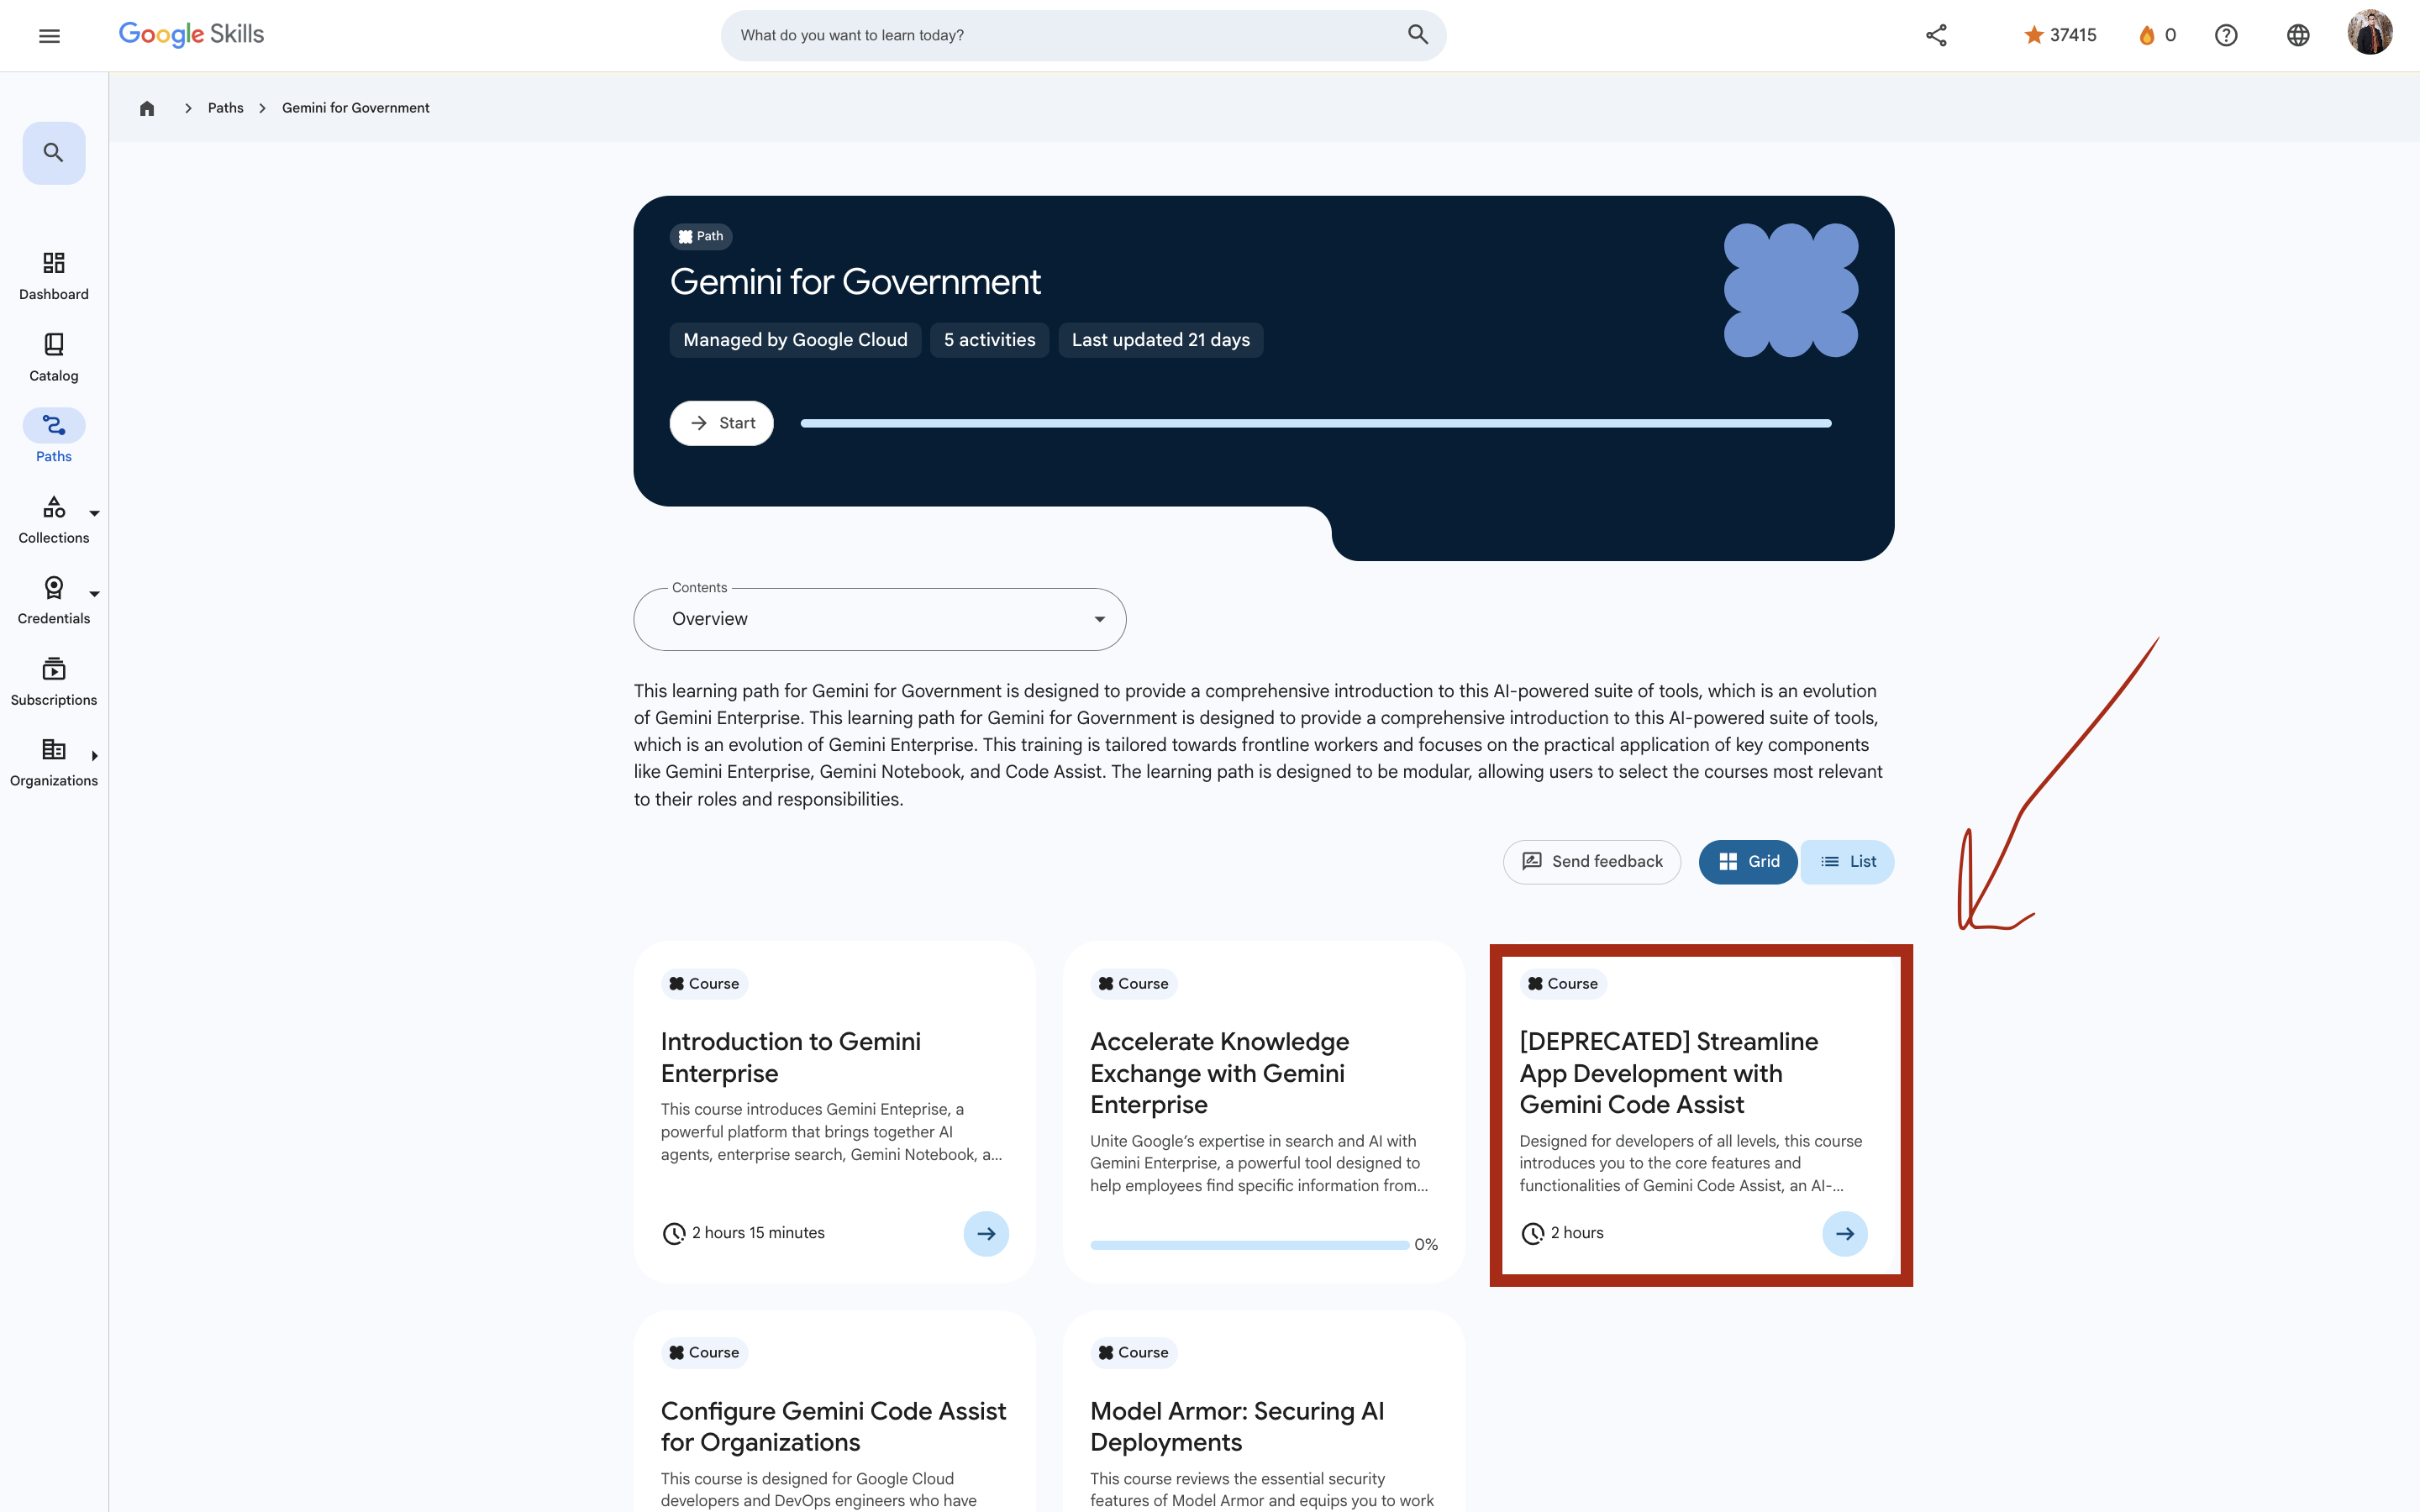 Google Skills
What do you want to learn today?
37415
0
Paths
Gemini for Government
Dashboard
Catalog
Paths
Collections
Credentials
Subscriptions
Organizations
Path
Gemini for Government
Managed by Google Cloud
5 activities
Last updated 21 days
Start
Contents
Overview
This learning path for Gemini for Government is designed to provide a comprehensive introduction to this AI-powered suite of tools, which is an evolution
of Gemini Enterprise. This learning path for Gemini for Government is designed to provide a comprehensive introduction to this AI-powered suite of tools,
which is an evolution of Gemini Enterprise. This training is tailored towards frontline workers and focuses on the practical application of key components
like Gemini Enterprise, Gemini Notebook, and Code Assist. The learning path is designed to be modular, allowing users to select the courses most relevant
to their roles and responsibilities.
Send feedback
Grid
List
Course
Introduction to Gemini
Enterprise
This course introduces Gemini Enteprise, a
powerful platform that brings together AI
agents, enterprise search, Gemini Notebook, a...
2 hours 15 minutes
Course
Accelerate Knowledge
Exchange with Gemini
Enterprise
Unite Google's expertise in search and AI with
Gemini Enterprise, a powerful tool designed to
help employees find specific information from...
0%
Course
[DEPRECATED] Streamline
App Development with
Gemini Code Assist
Designed for developers of all levels, this course
introduces you to the core features and
functionalities of Gemini Code Assist, an AI-...
2 hours
Course
Configure Gemini Code Assist
for Organizations
This course is designed for Google Cloud
developers and DevOps engineers who have
Course
Model Armor: Securing AI
Deployments
This course reviews the essential security
features of Model Armor and equips you to work